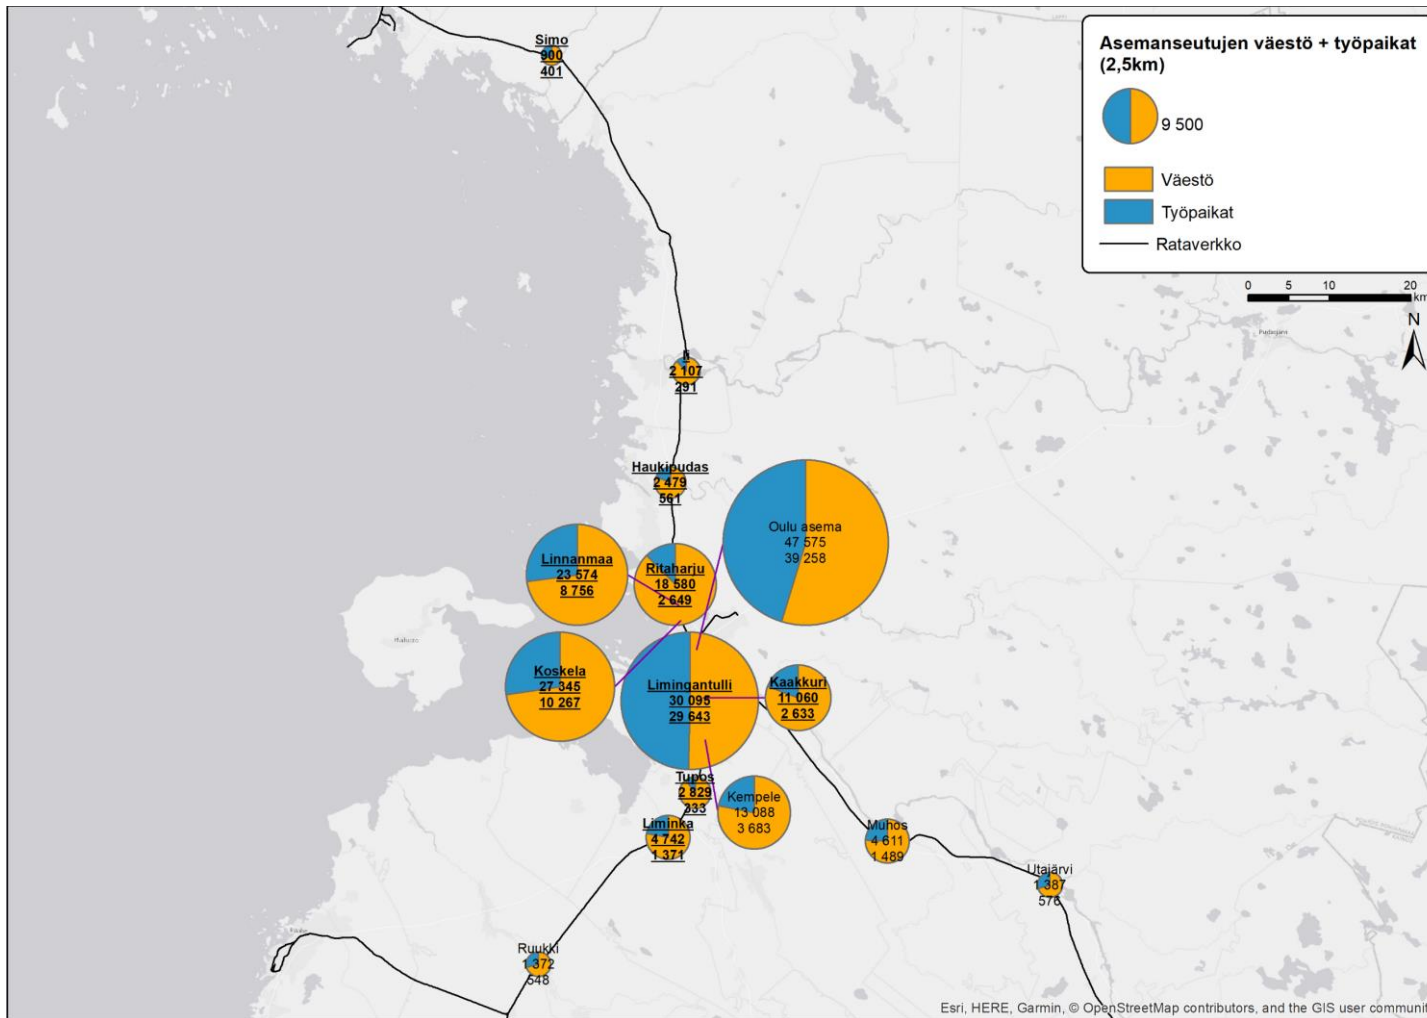 Asemanseutujen väestö + työpaikat
(2,5km)
9 500
Väestö
Työpaikat
Rataverkko
0 5 10 20
km
N
Simo
900
401
Ii
2 107
291
Haukipudas
2 479
561
Oulu asema
47 575
39 258
Linnanmaa
23 574
8 756
Ritaharju
18 580
2 649
Koskela
27 345
10 267
Limingantulli
30 095
29 643
Kaakkuri
11 060
2 633
Tupos
2 829
333
Kempele
13 088
3 683
Liminka
4 742
1 371
Muhos
4 611
1 489
Utajärvi
1 387
576
Ruukki
1 372
548
Esri, HERE, Garmin, © OpenStreetMap contributors, and the GIS user communit